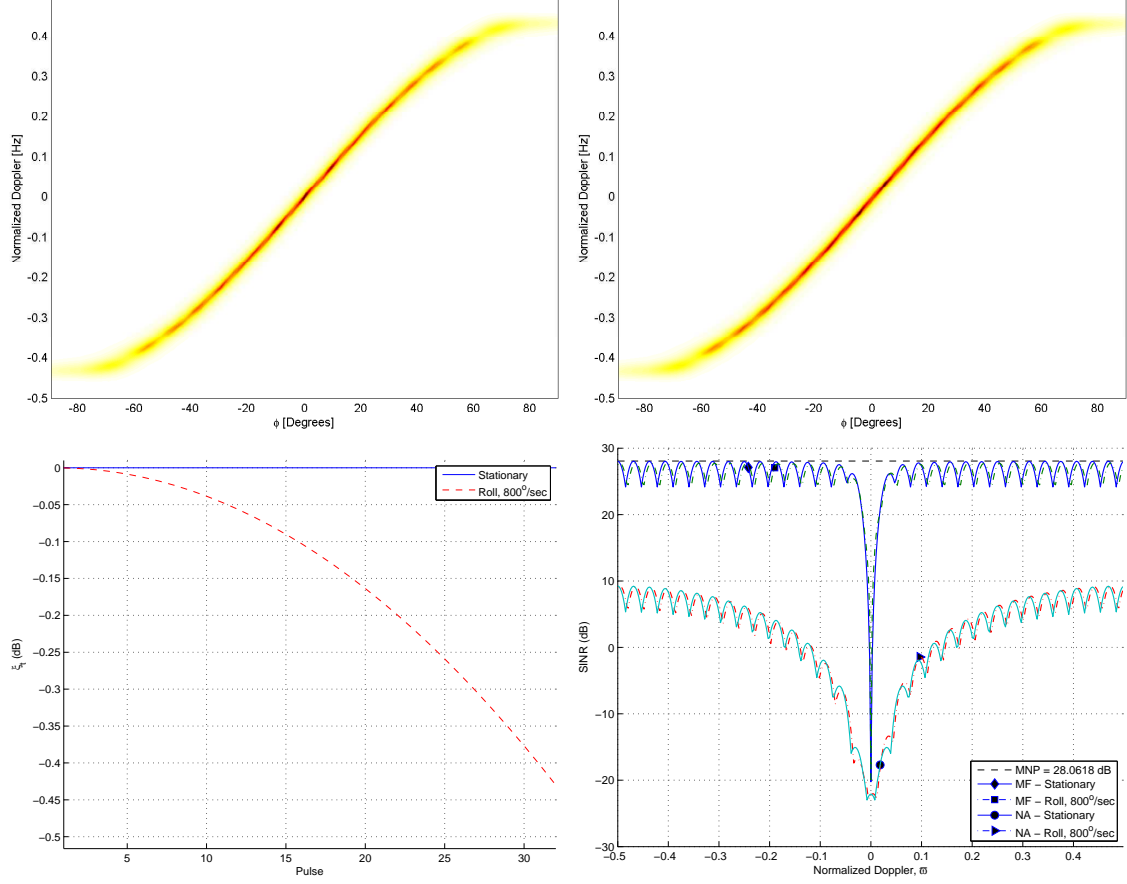 Normalized Doppler [Hz]
0.4
0.3
0.2
0.1
0
-0.1
-0.2
-0.3
-0.4
-0.5
-80 -60 -40 -20 0 20 40 60 80
ϕ [Degrees]
Normalized Doppler [Hz]
0.4
0.3
0.2
0.1
0
-0.1
-0.2
-0.3
-0.4
-0.5
-80 -60 -40 -20 0 20 40 60 80
ϕ [Degrees]
0
−0.05
−0.1
−0.15
−0.2
−0.25
−0.3
−0.35
−0.4
−0.45
−0.5
(dB)
5 10 15 20 25 30
Pulse
Stationary
Roll, 800°/sec
30
20
10
0
−10
−20
−30
SINR (dB)
−0.5 −0.4 −0.3 −0.2 −0.1 0 0.1 0.2 0.3 0.4
Normalized Doppler, ϖ
MNP = 28.0618 dB
MF − Stationary
MF − Roll, 800°/sec
NA − Stationary
NA − Roll, 800°/sec